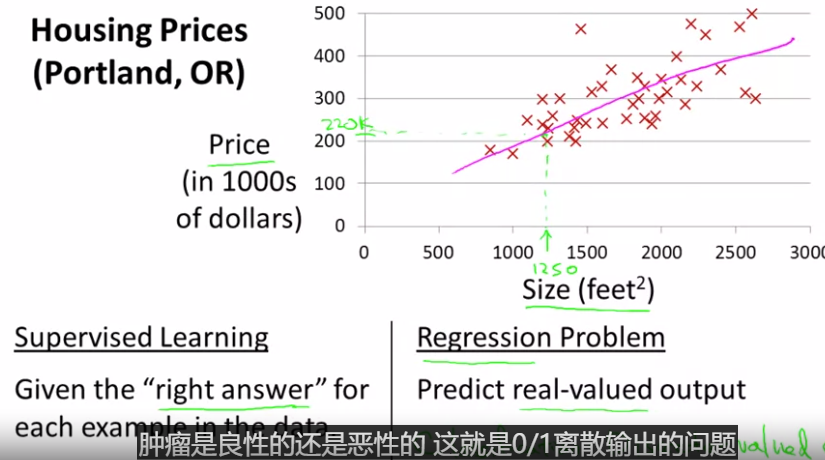 Housing Prices
(Portland, OR)
Price
(in 1000s
of dollars)
500
400
300
200
100
0
220K
0
500
1000
1500
2000
2500
3000
1250
Size (feet²)
Supervised Learning
Given the “right answer” for
each example in the data
Regression Problem
Predict real-valued output
valued
肿瘤是良性的还是恶性的 这就是0/1离散输出的问题